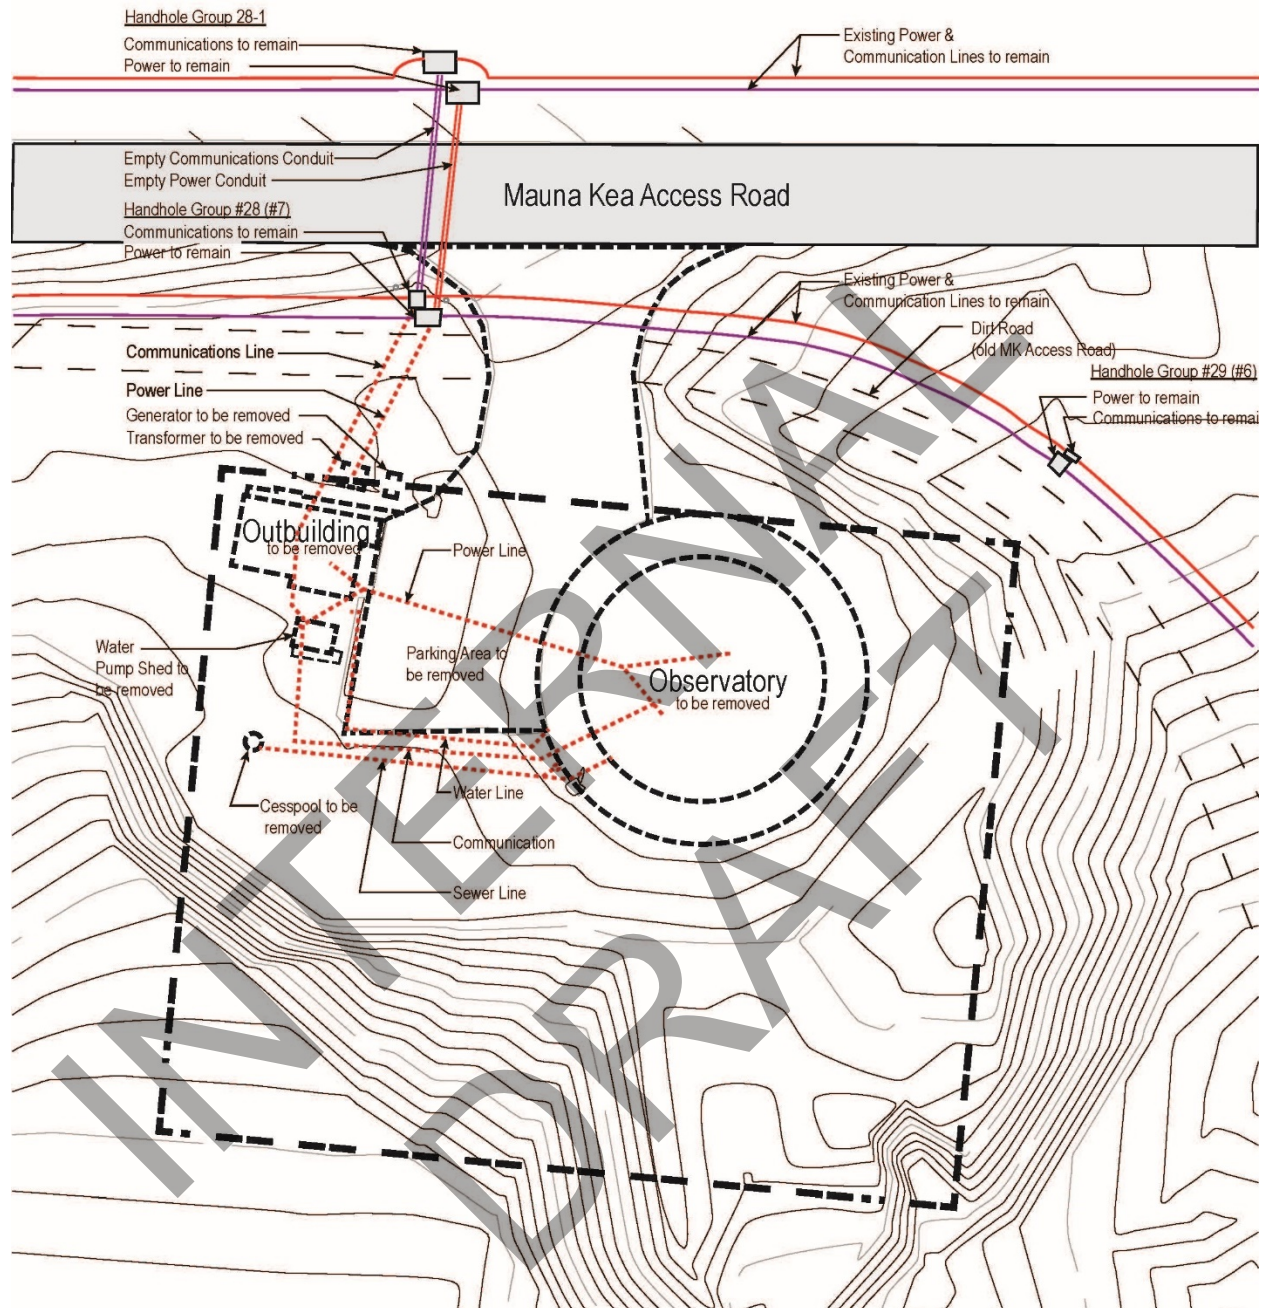 Handhole Group 28-1
Communications to remain
Power to remain
Existing Power &
Communication Lines to remain
Empty Communications Conduit
Empty Power Conduit
Mauna Kea Access Road
Handhole Group #28 (#7)
Communications to remain
Power to remain
Existing Power &
Communication Lines to remain
Dirt Road
(old MK Access Road)
Handhole Group #29 (#6)
Power to remain
Communications to remai
Communications Line
Power Line
Generator to be removed
Transformer to be removed
Outbuilding
to be removed
Power Line
Water
Pump Shed to
be removed
Parking Area to
be removed
Observatory
to be removed
Cesspool to be
removed
Water Line
Communication
Sewer Line
INTERNAL
DRAFT